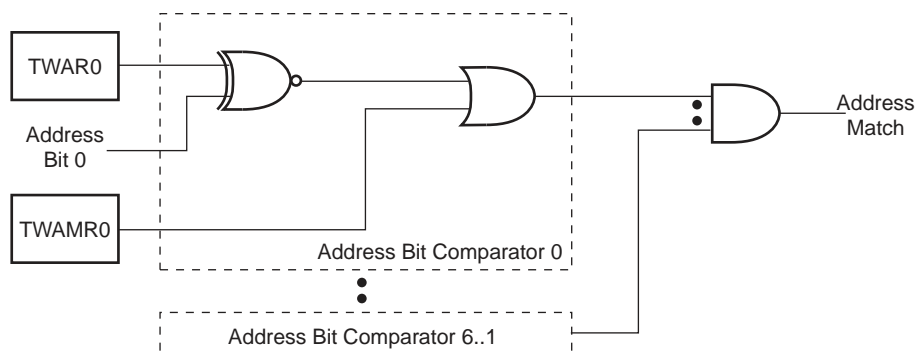 TWAR0
Address
Bit 0
TWAMR0
Address Bit Comparator 0
Address Bit Comparator 6..1
Address
Match